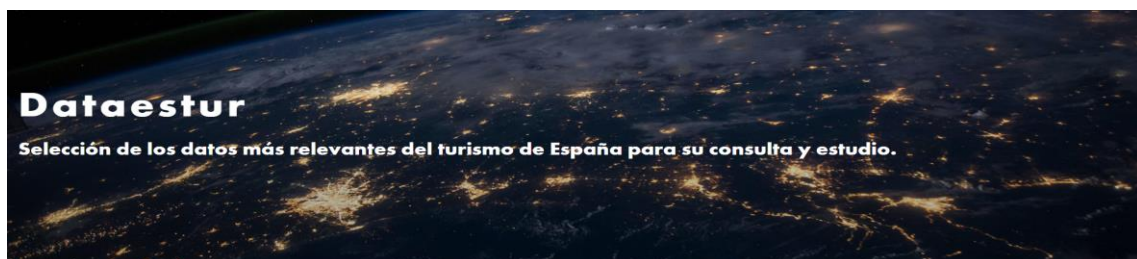 Dataestur
Selección de los datos más relevantes del turismo de España para su consulta y estudio.